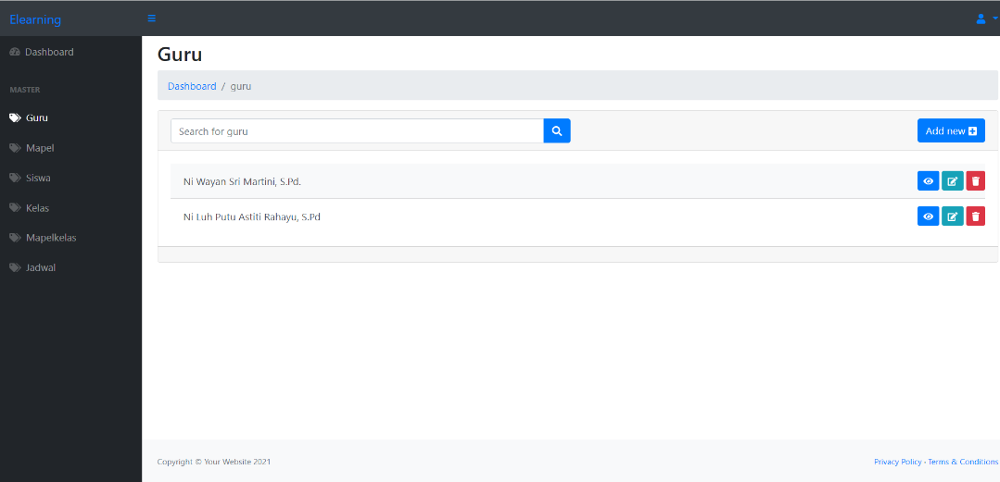 Elearning
Dashboard
MASTER
Guru
Mapel
Siswa
Kelas
Mapelkelas
Jadwal
Guru
Dashboard / guru
Search for guru
Add new
Ni Wayan Sri Martini, S.Pd.
Ni Luh Putu Astiti Rahayu, S.Pd
Copyright © Your Website 2021
Privacy Policy · Terms & Conditions